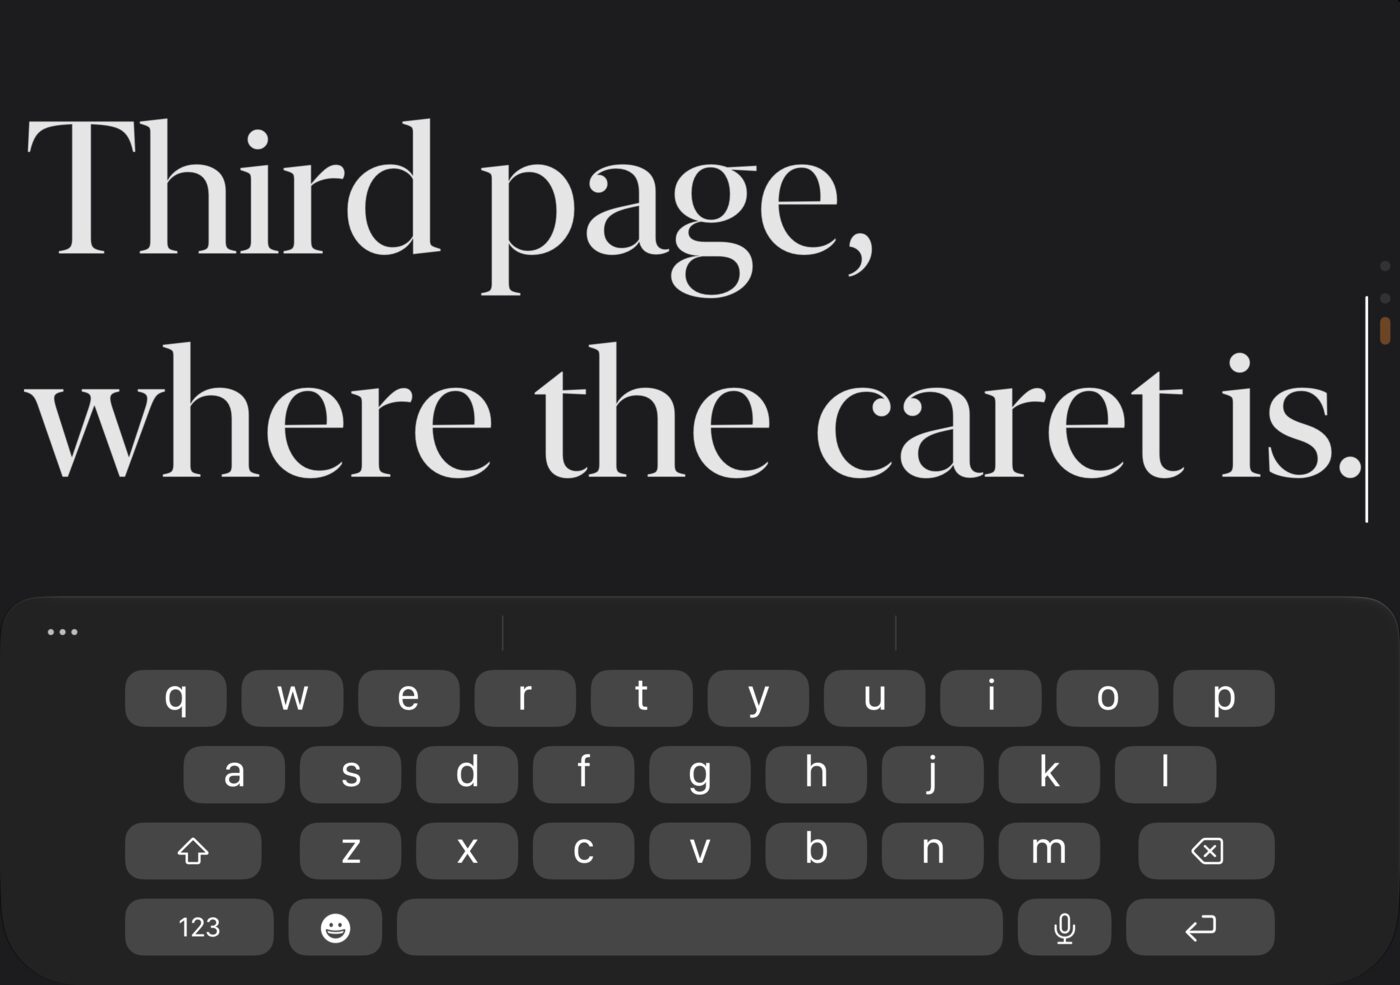 Third page,
where the caret is.
q w e r t y u i o p
a s d f g h j k l
z x c v b n m
123